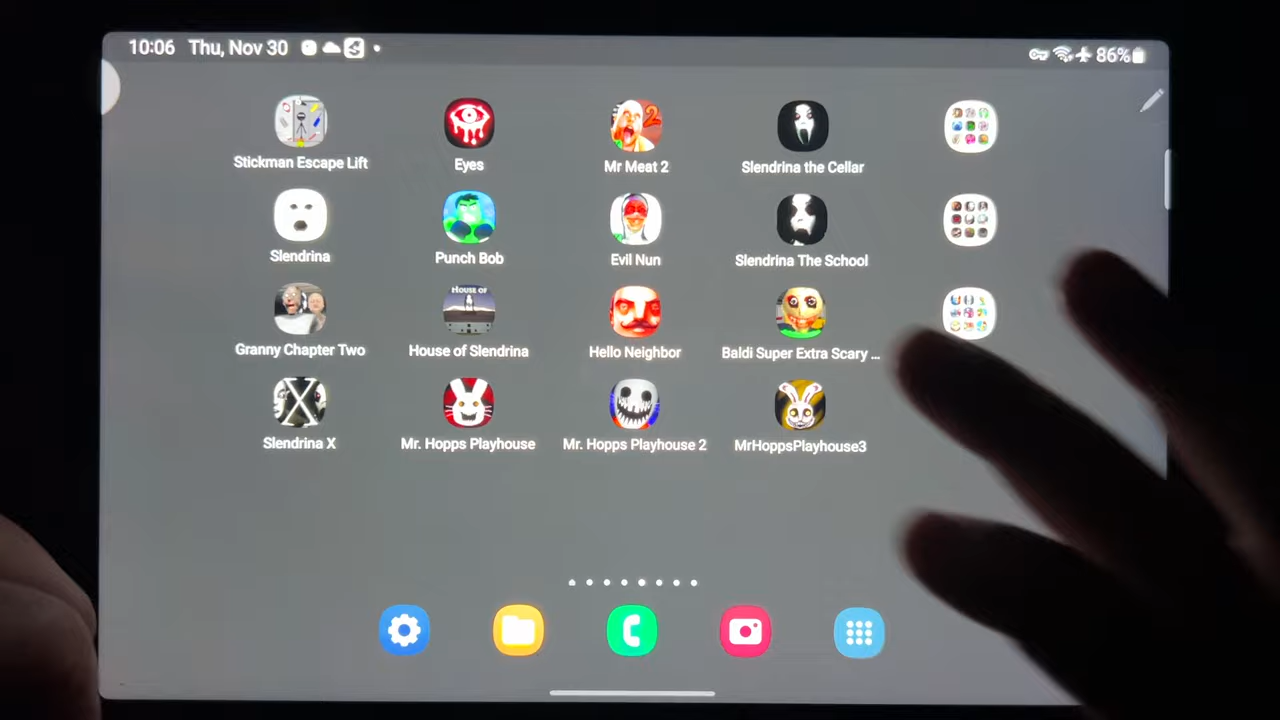 10:06 Thu, Nov 30
86%
Stickman Escape Lift
Eyes
Mr Meat 2
Slendrina the Cellar
Slendrina
Punch Bob
Evil Nun
Slendrina The School
HOUSE OF
Granny Chapter Two
House of Slendrina
Hello Neighbor
Baldi Super Extra Scary ...
Slendrina X
Mr. Hopps Playhouse
Mr. Hopps Playhouse 2
MrHoppsPlayhouse3